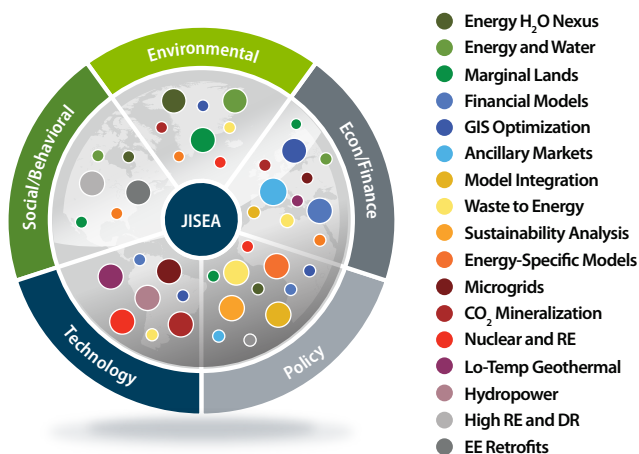 Environmental
Social/Behavioral
Econ/Finance
JISEA
Technology
Policy
Energy H₂O Nexus
Energy and Water
Marginal Lands
Financial Models
GIS Optimization
Ancillary Markets
Model Integration
Waste to Energy
Sustainability Analysis
Energy-Specific Models
Microgrids
CO₂ Mineralization
Nuclear and RE
Lo-Temp Geothermal
Hydropower
High RE and DR
EE Retrofits